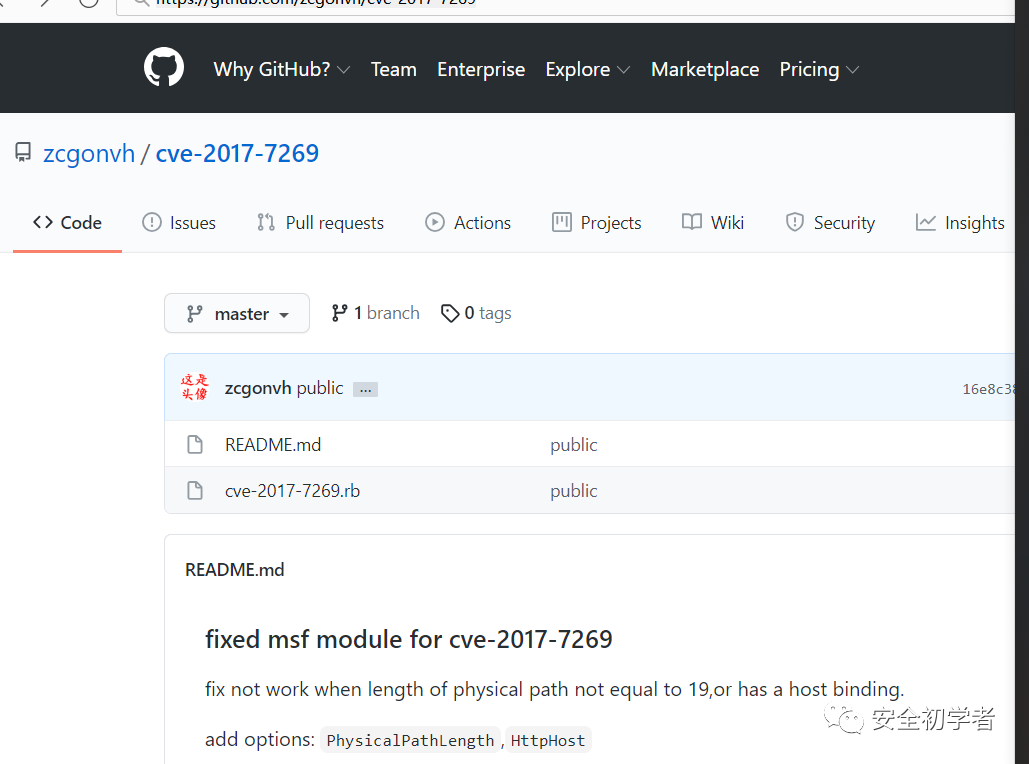 https://github.com/zcgonvh/cve-2017-7269
Why GitHub? Team Enterprise Explore Marketplace Pricing
zcgonvh / cve-2017-7269
Code Issues Pull requests Actions Projects Wiki Security Insights
master 1 branch 0 tags
这是
头像
zcgonvh public ... 16e8c38
README.md public
cve-2017-7269.rb public
README.md
fixed msf module for cve-2017-7269
fix not work when length of physical path not equal to 19,or has a host binding.
add options: PhysicalPathLength ,HttpHost
安全初学者